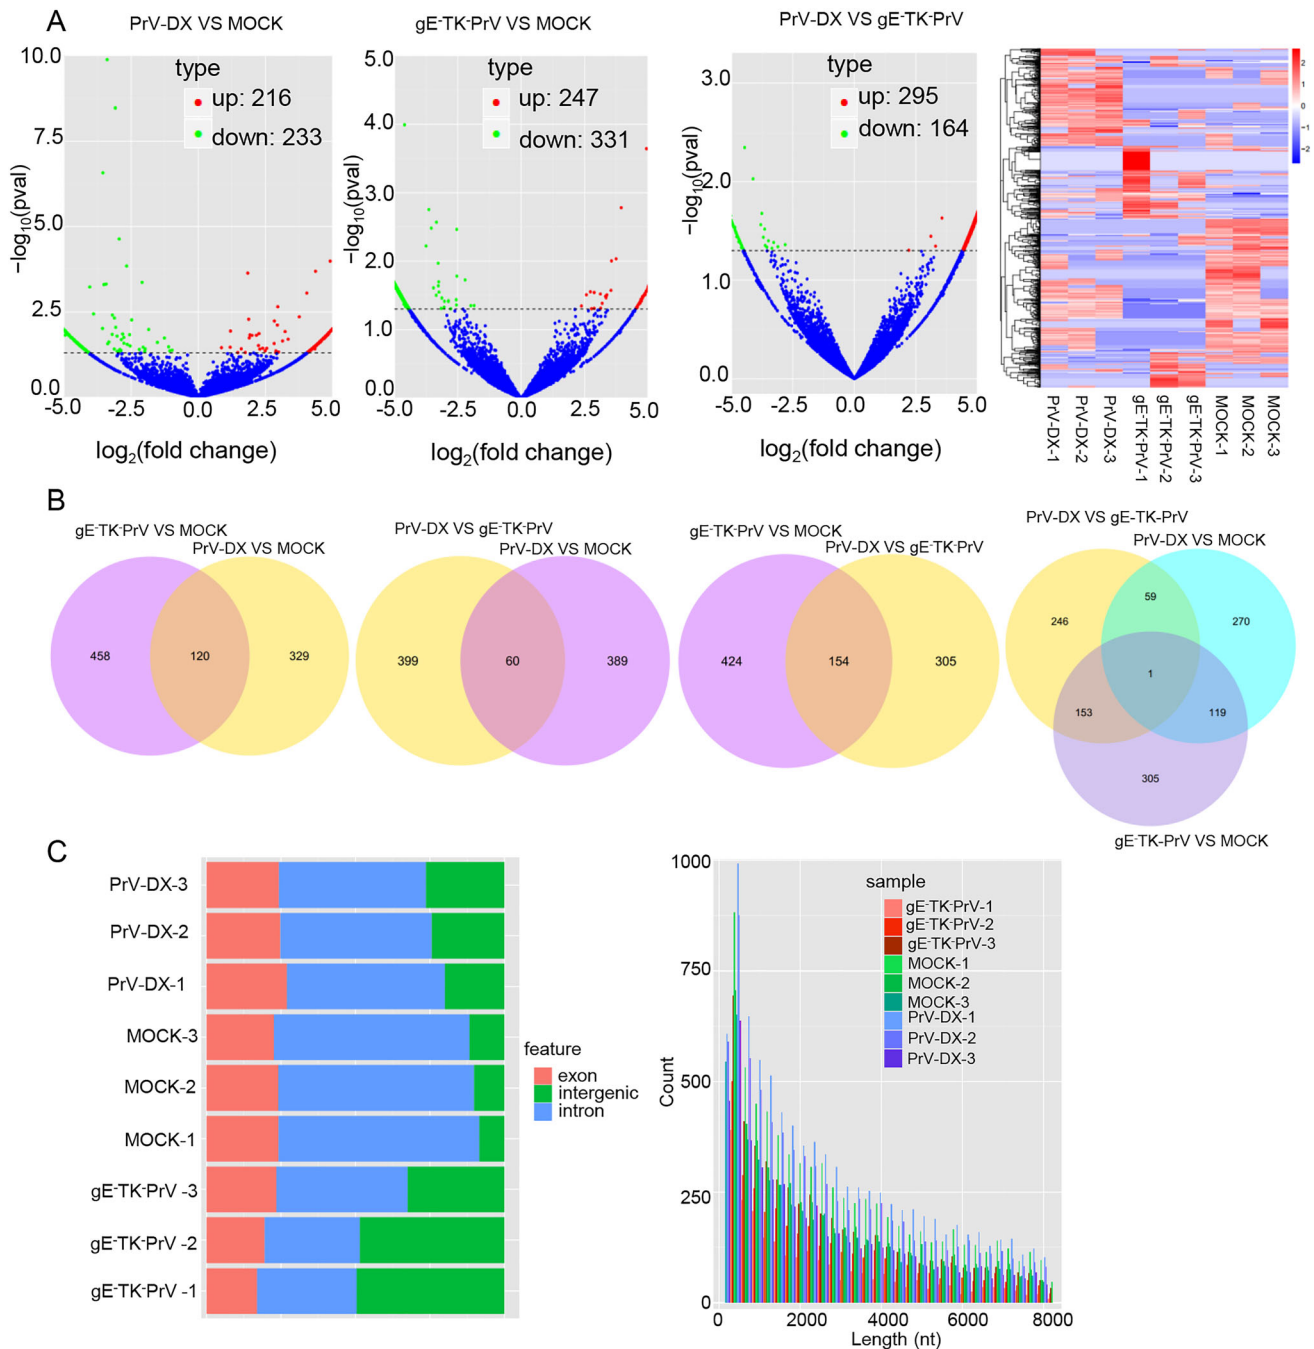 A
PrV-DX VS MOCK
gE-TK-PrV VS MOCK
PrV-DX VS gE-TK-PrV
type
up: 216
down: 233
10.0
7.5
5.0
2.5
0.0
-log10(pval)
-5.0
-2.5
0.0
2.5
5.0
log2(fold change)
type
up: 247
down: 331
5.0
4.0
3.0
2.0
1.0
0.0
-log10(pval)
-5.0
-2.5
0.0
2.5
5.0
log2(fold change)
type
up: 295
down: 164
3.0
2.0
1.0
0.0
-log10(pval)
-5.0
-2.5
0.0
2.5
5.0
log2(fold change)
2
1
0
-1
-2
PrV-DX-1
PrV-DX-2
PrV-DX-3
gE-TK-PrV-1
gE-TK-PrV-2
gE-TK-PrV-3
MOCK-1
MOCK-2
MOCK-3
B
gE-TK-PrV VS MOCK
PrV-DX VS MOCK
458
120
329
PrV-DX VS gE-TK-PrV
PrV-DX VS MOCK
399
60
389
gE-TK-PrV VS MOCK
PrV-DX VS gE-TK-PrV
424
154
305
PrV-DX VS gE-TK-PrV
PrV-DX VS MOCK
59
246
270
1
153
119
305
gE-TK-PrV VS MOCK
C
PrV-DX-3
PrV-DX-2
PrV-DX-1
MOCK-3
MOCK-2
MOCK-1
gE-TK-PrV -3
gE-TK-PrV -2
gE-TK-PrV -1
feature
exon
intergenic
intron
1000
750
500
250
0
Count
sample
gE-TK-PrV-1
gE-TK-PrV-2
gE-TK-PrV-3
MOCK-1
MOCK-2
MOCK-3
PrV-DX-1
PrV-DX-2
PrV-DX-3
0
2000
4000
6000
8000
Length (nt)